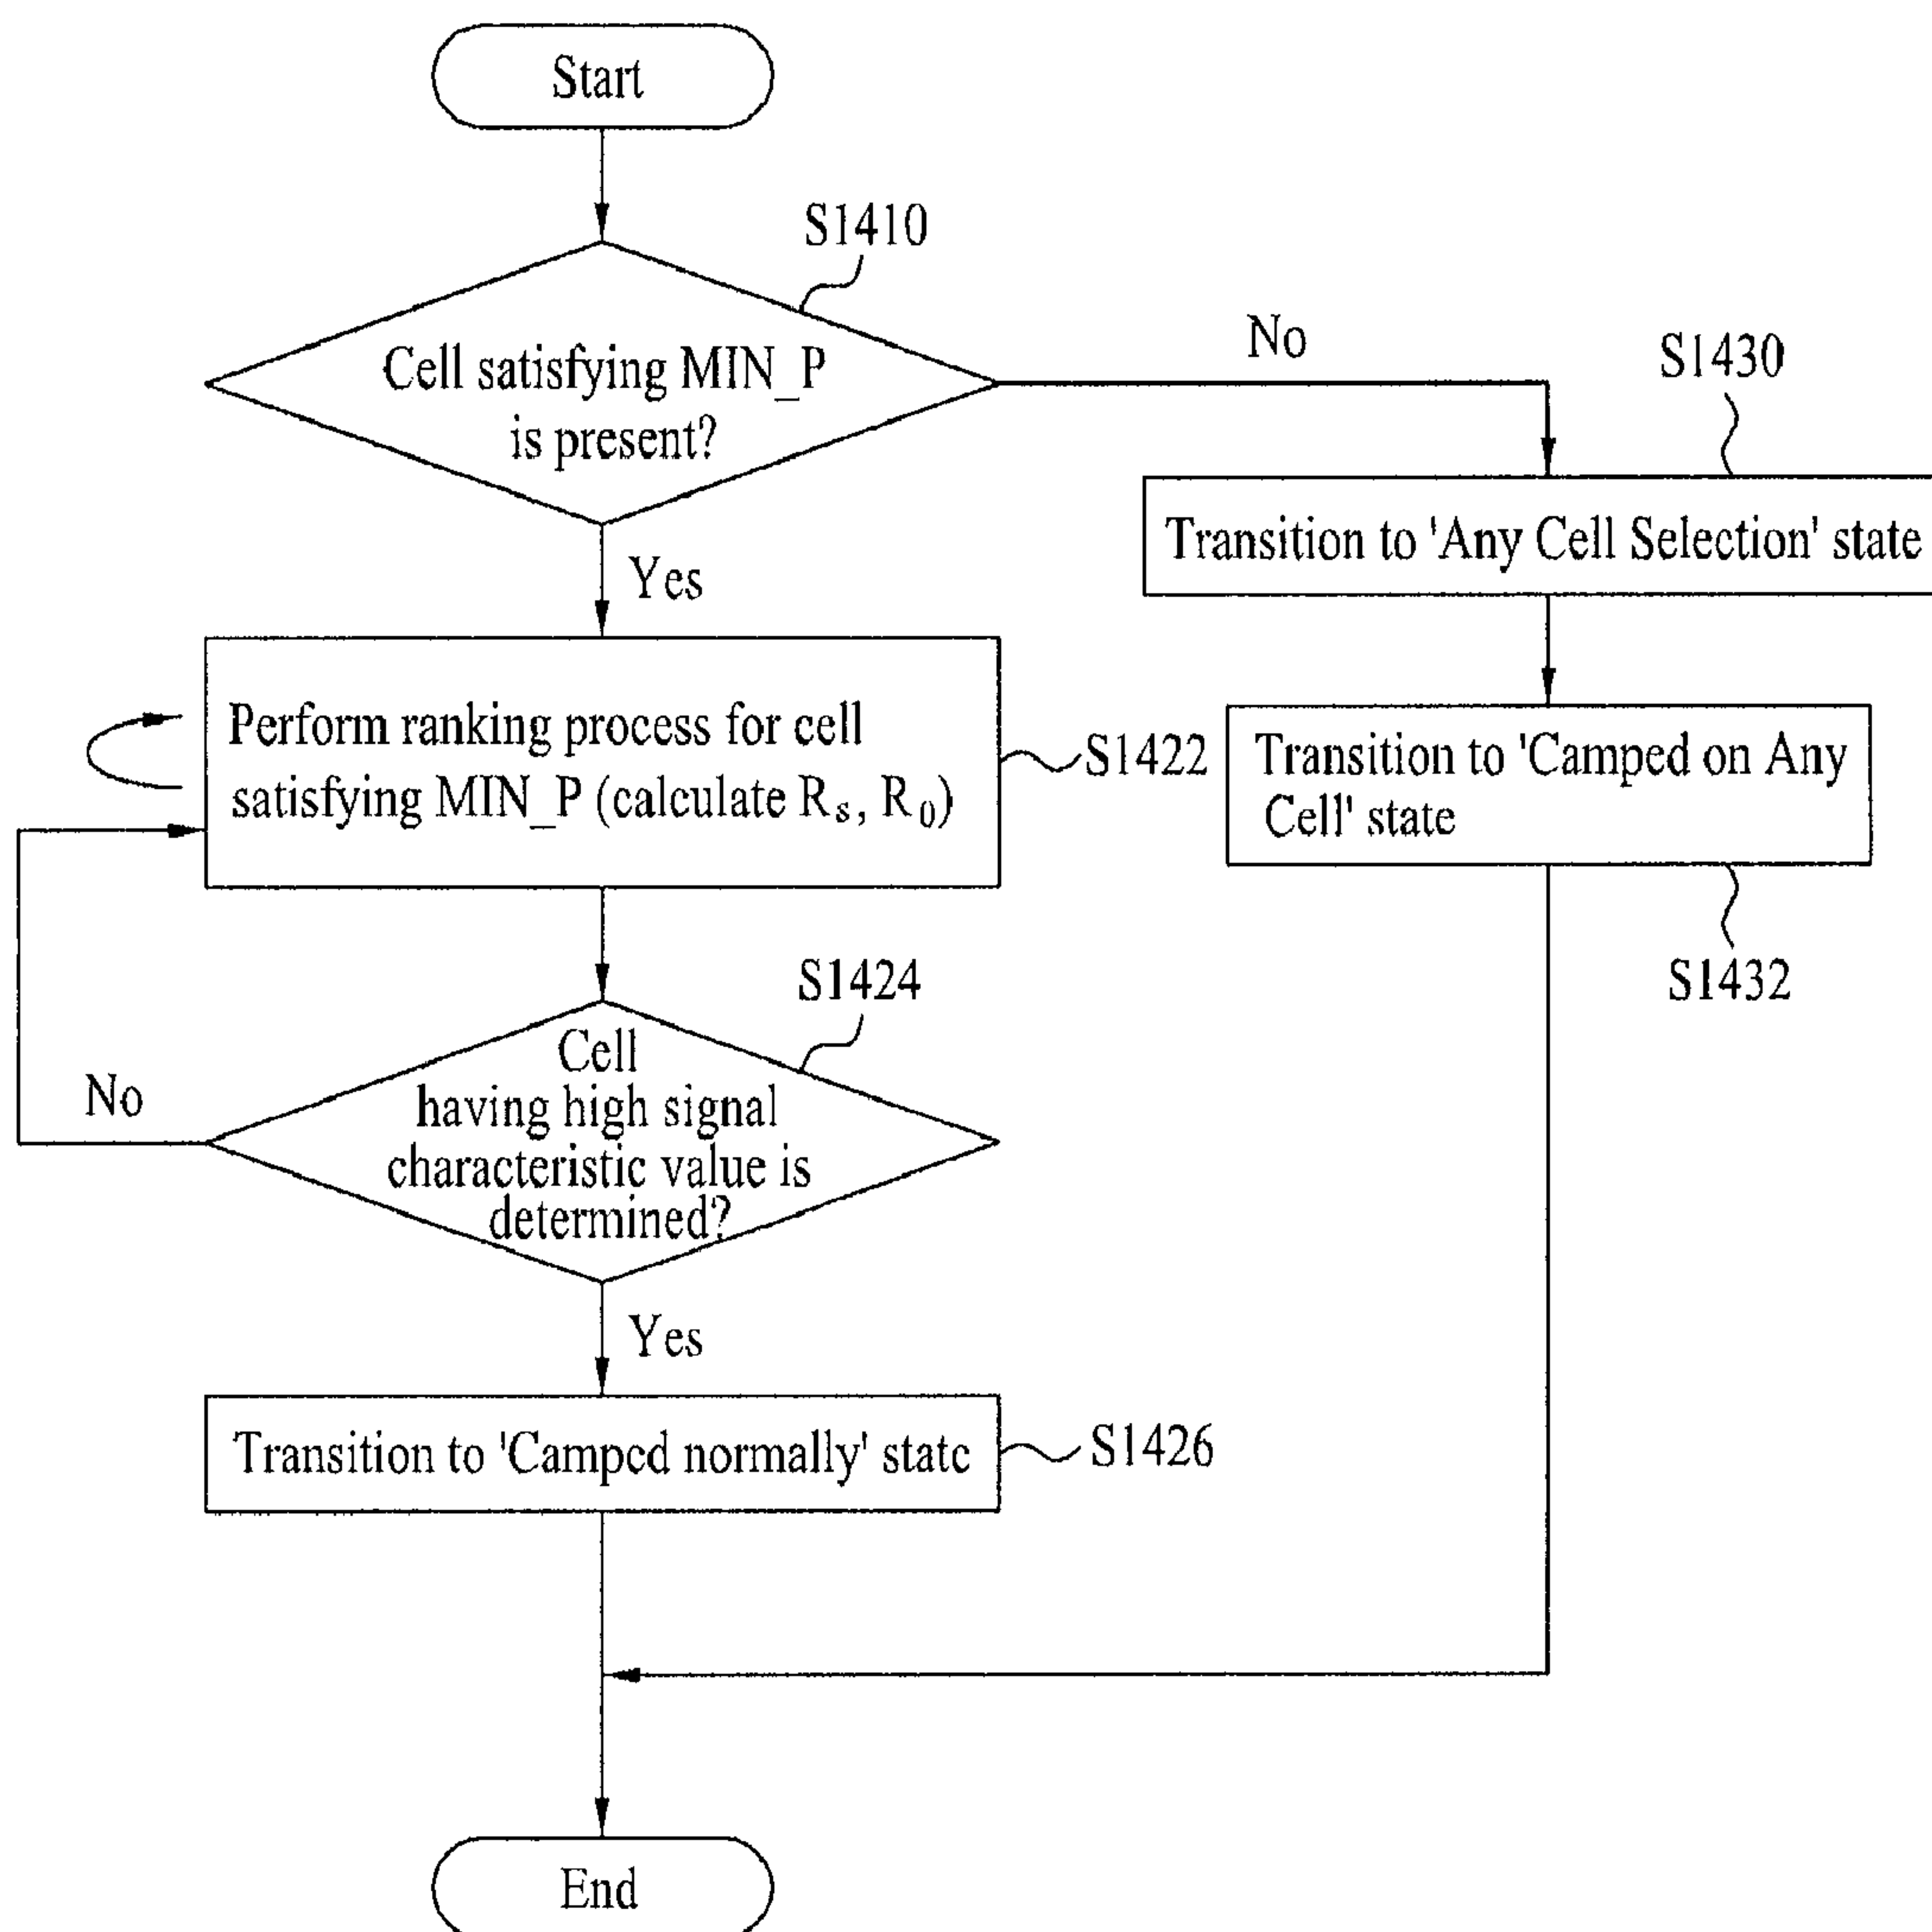 Start
S1410
Cell satisfying MIN_P
is present?
No
S1430
Transition to 'Any Cell Selection' state
Yes
Perform ranking process for cell
satisfying MIN_P (calculate Rs, R0)
S1422
Transition to 'Camped on Any
Cell' state
S1432
S1424
Cell
having high signal
characteristic value is
determined?
No
Yes
Transition to 'Camped normally' state
S1426
End